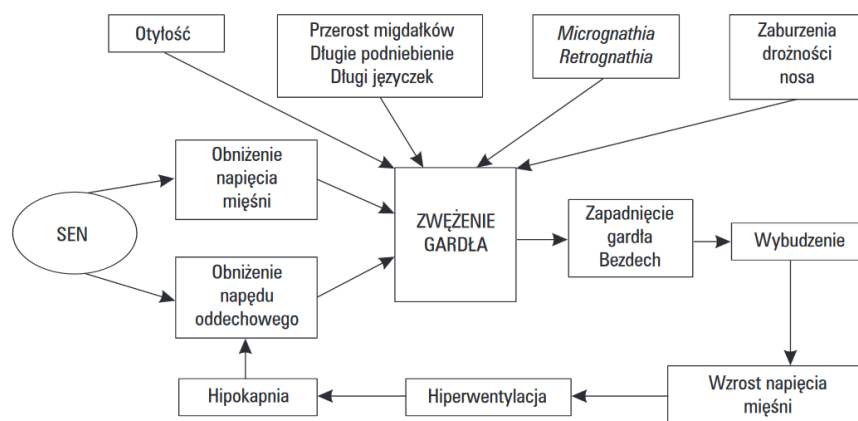 Otyłość
Przerost migdałków
Długie podniebienie
Długi języczek
Micrognathia
Retrognathia
Zaburzenia
drożności
nosa
Obniżenie
napięcia
mięśni
SEN
ZWĘŻENIE
GARDŁA
Zapadnięcie
gardła
Bezdech
Wybudzenie
Obniżenie
napędu
oddechowego
Hipokapnia
Hiperwentylacja
Wzrost napięcia
mięśni